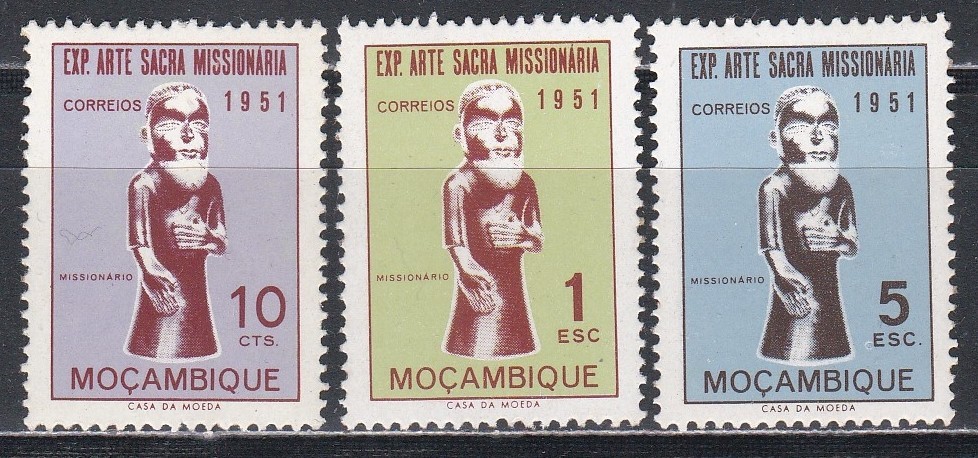 EXP. ARTE SACRA MISSIONÁRIA
CORREIOS 1951
MISSIONÁRIO
10
CTS.
MOÇAMBIQUE
CASA DA MOEDA
EXP. ARTE SACRA MISSIONÁRIA
CORREIOS 1951
MISSIONÁRIO
1
ESC
MOÇAMBIQUE
CASA DA MOEDA
EXP. ARTE SACRA MISSIONÁRIA
CORREIOS 1951
MISSIONÁRIO
5
ESC.
MOÇAMBIQUE
CASA DA MOEDA